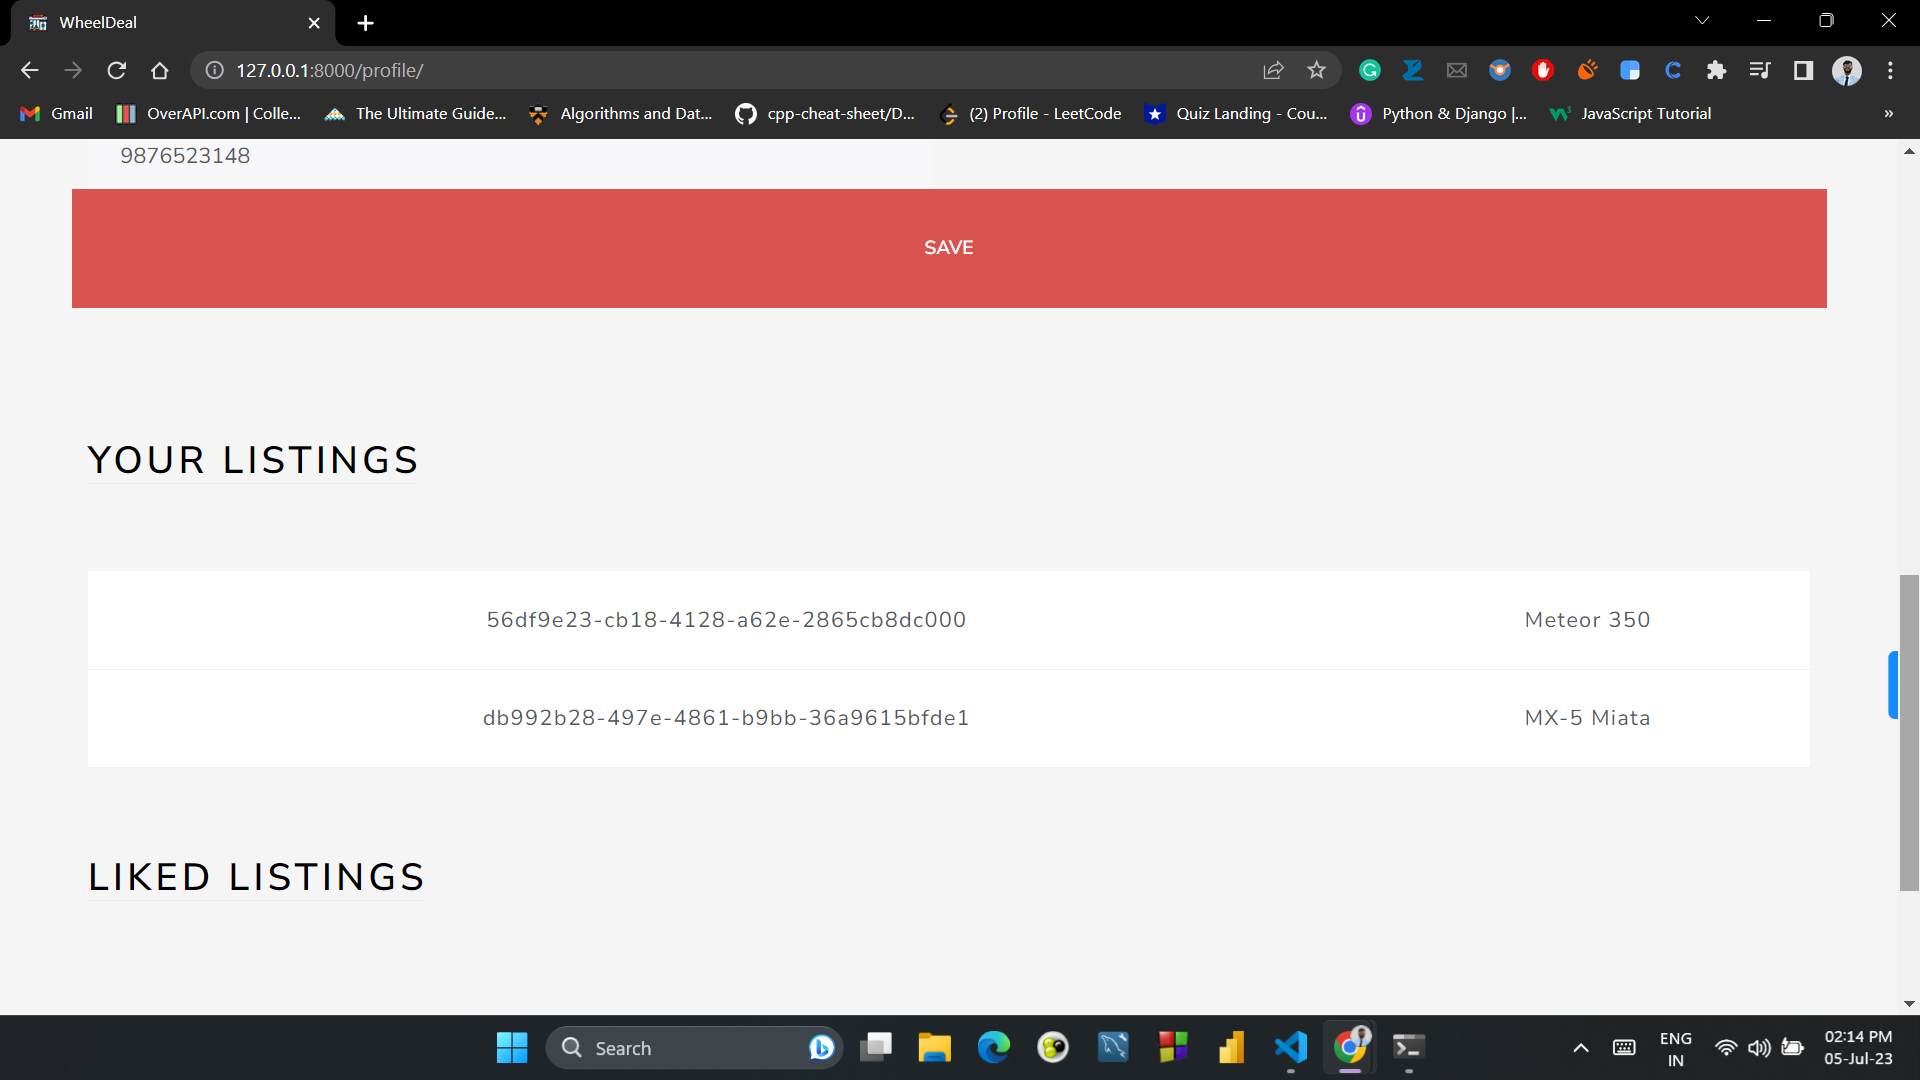 WheelDeal
127.0.0.1:8000/profile/
Gmail
OverAPI.com | Colle...
The Ultimate Guide...
Algorithms and Dat...
cpp-cheat-sheet/D...
(2) Profile - LeetCode
Quiz Landing - Cou...
Python & Django |...
JavaScript Tutorial
»
9876523148
SAVE
YOUR LISTINGS
56df9e23-cb18-4128-a62e-2865cb8dc000 Meteor 350
db992b28-497e-4861-b9bb-36a9615bfde1 MX-5 Miata
LIKED LISTINGS
Search
ENG
IN
02:14 PM
05-Jul-23